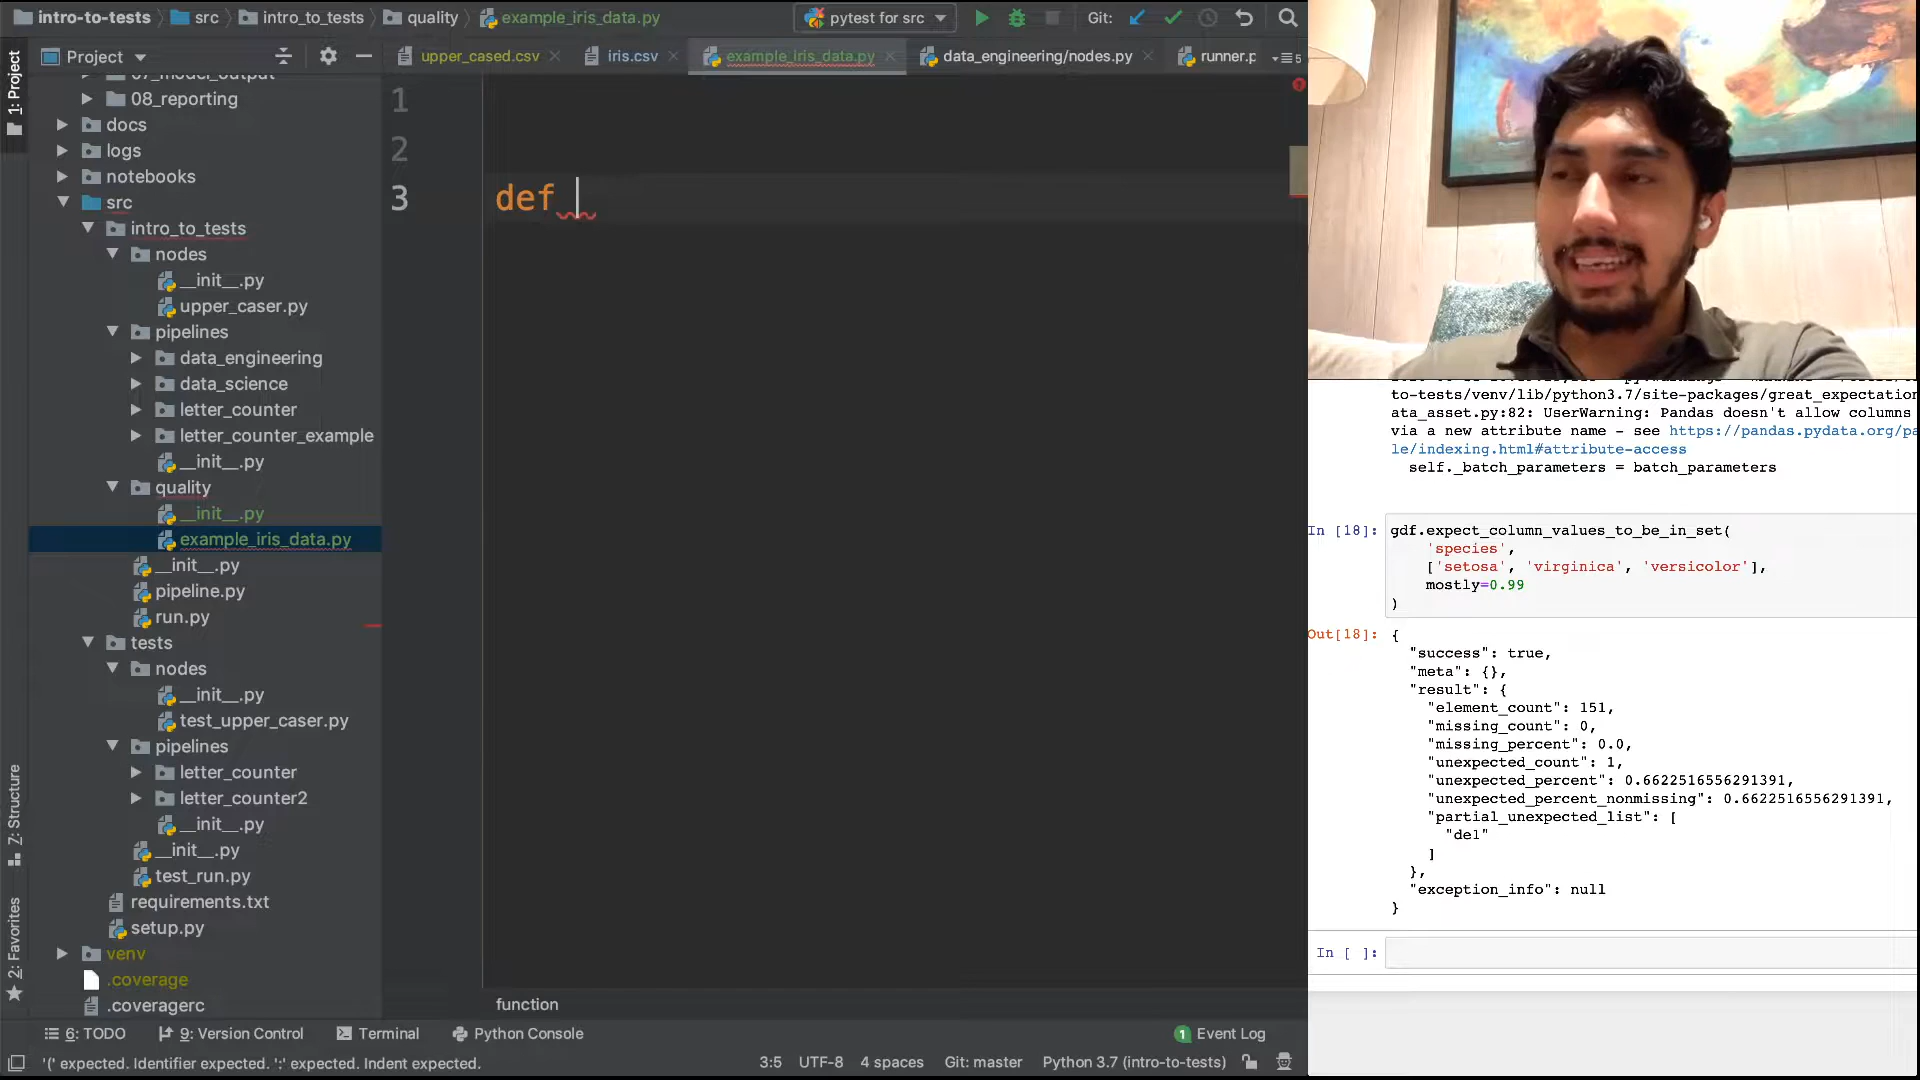 intro-to-tests src intro_to_tests quality example_iris_data.py pytest for src Git:
1: Project
Project
upper_cased.csv iris.csv example_iris_data.py data_engineering/nodes.py runner.p 5
08_reporting
docs
logs
notebooks
src
intro_to_tests
nodes
__init__.py
upper_caser.py
pipelines
data_engineering
data_science
letter_counter
letter_counter_example
__init__.py
quality
__init__.py
example_iris_data.py
__init__.py
pipeline.py
run.py
tests
nodes
__init__.py
test_upper_caser.py
pipelines
letter_counter
letter_counter2
__init__.py
__init__.py
test_run.py
requirements.txt
setup.py
venv
.coverage
.coveragerc
Z: Structure
2: Favorites
1
2
3 def
function
to-tests/venv/lib/python3.7/site-packages/great_expectation
ata_asset.py:82: UserWarning: Pandas doesn't allow columns
via a new attribute name - see https://pandas.pydata.org/pa
le/indexing.html#attribute-access
self._batch_parameters = batch_parameters
In [18]: gdf.expect_column_values_to_be_in_set(
'species',
['setosa', 'virginica', 'versicolor'],
mostly=0.99
)
Out[18]: {
"success": true,
"meta": {},
"result": {
"element_count": 151,
"missing_count": 0,
"missing_percent": 0.0,
"unexpected_count": 1,
"unexpected_percent": 0.6622516556291391,
"unexpected_percent_nonmissing": 0.6622516556291391,
"partial_unexpected_list": [
"del"
]
},
"exception_info": null
}
In [ ]:
6: TODO 9: Version Control Terminal Python Console 1 Event Log
'(' expected. Identifier expected. ':' expected. Indent expected. 3:5 UTF-8 4 spaces Git: master Python 3.7 (intro-to-tests)